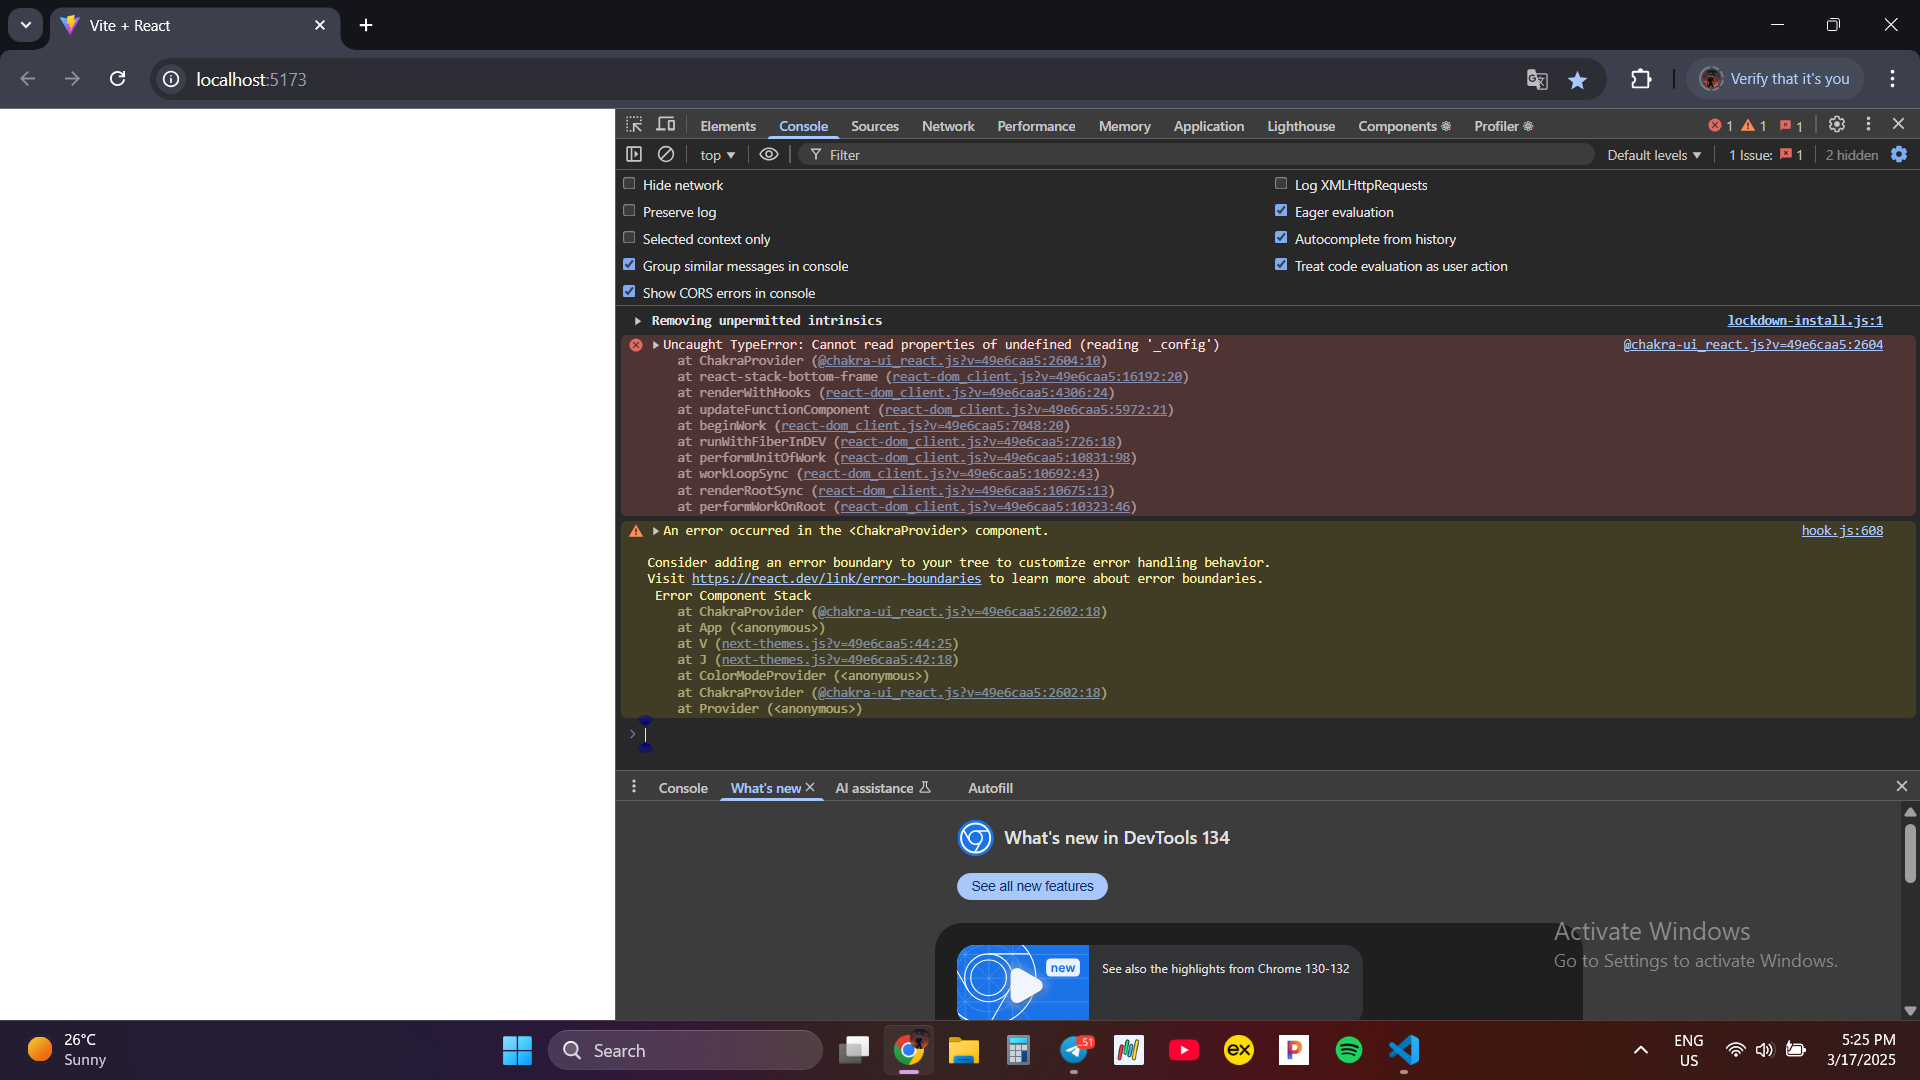 Vite + React
localhost:5173
Verify that it's you
Elements Console Sources Network Performance Memory Application Lighthouse Components Profiler 1 1 1
top Filter Default levels 1 Issue: 1 2 hidden
Hide network Log XMLHttpRequests
Preserve log Eager evaluation
Selected context only Autocomplete from history
Group similar messages in console Treat code evaluation as user action
Show CORS errors in console
Removing unpermitted intrinsics lockdown-install.js:1
Uncaught TypeError: Cannot read properties of undefined (reading '_config') @chakra-ui_react.js?v=49e6caa5:2604
at ChakraProvider (@chakra-ui_react.js?v=49e6caa5:2604:10)
at react-stack-bottom-frame (react-dom_client.js?v=49e6caa5:16192:20)
at renderWithHooks (react-dom_client.js?v=49e6caa5:4306:24)
at updateFunctionComponent (react-dom_client.js?v=49e6caa5:5972:21)
at beginWork (react-dom_client.js?v=49e6caa5:7048:20)
at runWithFiberInDEV (react-dom_client.js?v=49e6caa5:726:18)
at performUnitOfWork (react-dom_client.js?v=49e6caa5:10831:98)
at workLoopSync (react-dom_client.js?v=49e6caa5:10692:43)
at renderRootSync (react-dom_client.js?v=49e6caa5:10675:13)
at performWorkOnRoot (react-dom_client.js?v=49e6caa5:10323:46)
An error occurred in the <ChakraProvider> component. hook.js:608
Consider adding an error boundary to your tree to customize error handling behavior.
Visit https://react.dev/link/error-boundaries to learn more about error boundaries.
Error Component Stack
at ChakraProvider (@chakra-ui_react.js?v=49e6caa5:2602:18)
at App (<anonymous>)
at V (next-themes.js?v=49e6caa5:44:25)
at J (next-themes.js?v=49e6caa5:42:18)
at ColorModeProvider (<anonymous>)
at ChakraProvider (@chakra-ui_react.js?v=49e6caa5:2602:18)
at Provider (<anonymous>)
Console What's new AI assistance Autofill
What's new in DevTools 134
See all new features
new
See also the highlights from Chrome 130-132
Activate Windows
Go to Settings to activate Windows.
26°C
Sunny
Search
.51
ex
P
ENG
US
5:25 PM
3/17/2025